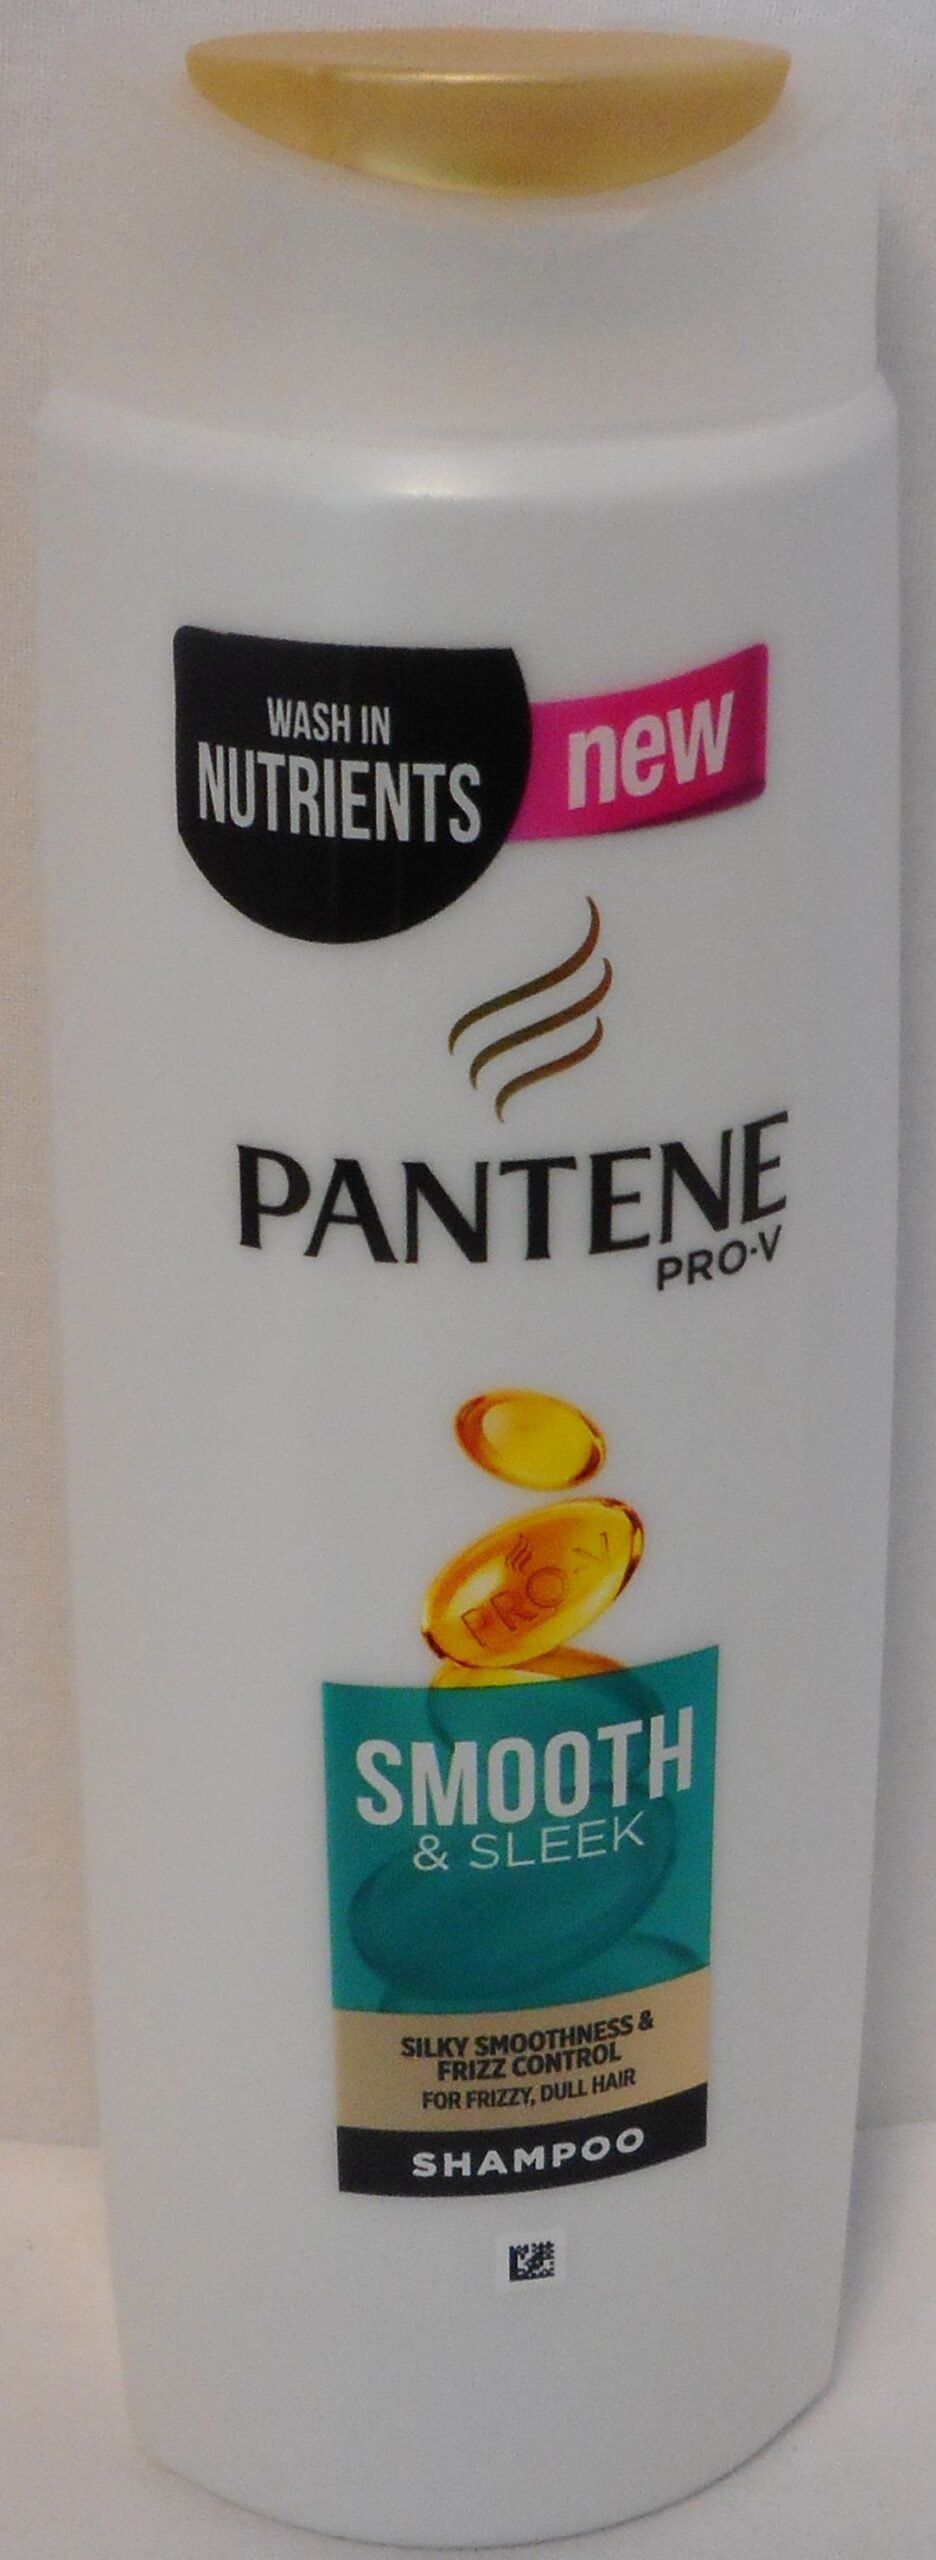 WASH IN
NUTRIENTS
new
PANTENE
PRO-V
PRO-V
SMOOTH
& SLEEK
SILKY SMOOTHNESS &
FRIZZ CONTROL
FOR FRIZZY, DULL HAIR
SHAMPOO